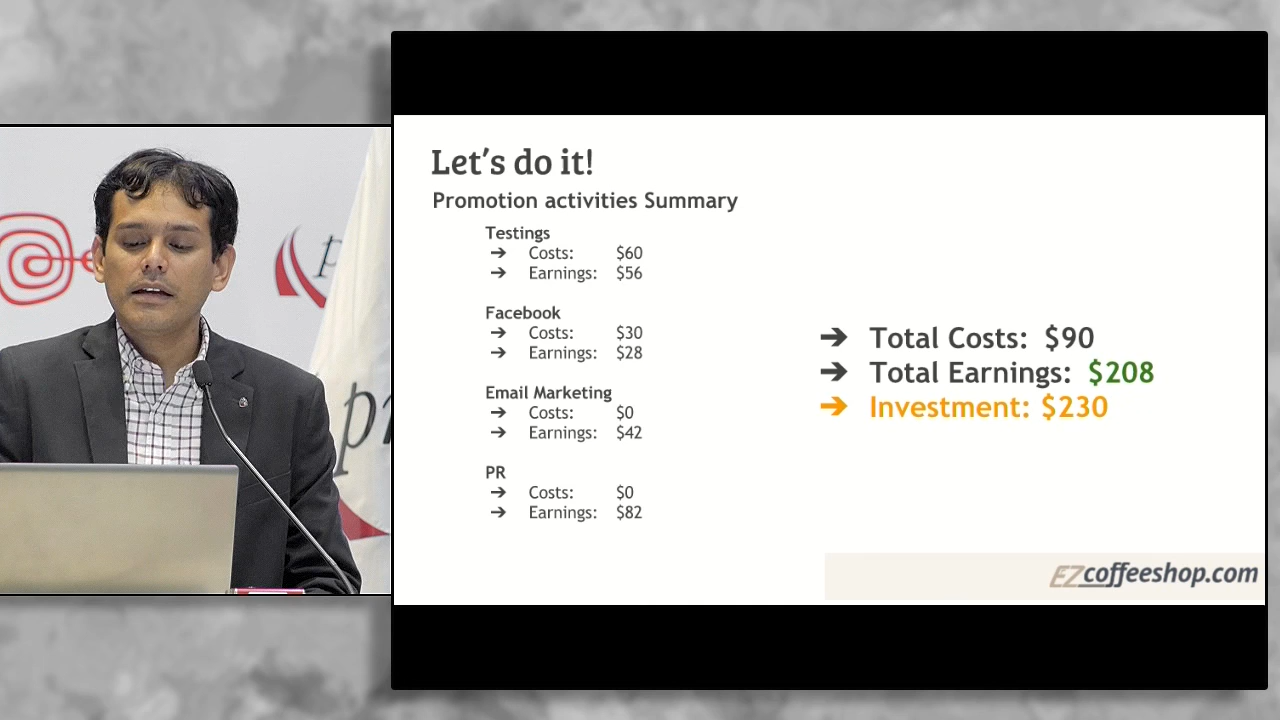 Let's do it!
Promotion activities Summary
Testings
➔ Costs: $60
➔ Earnings: $56
Facebook
➔ Costs: $30
➔ Earnings: $28
Email Marketing
➔ Costs: $0
➔ Earnings: $42
PR
➔ Costs: $0
➔ Earnings: $82
➔ Total Costs: $90
➔ Total Earnings: $208
➔ Investment: $230
EZcoffeeshop.com